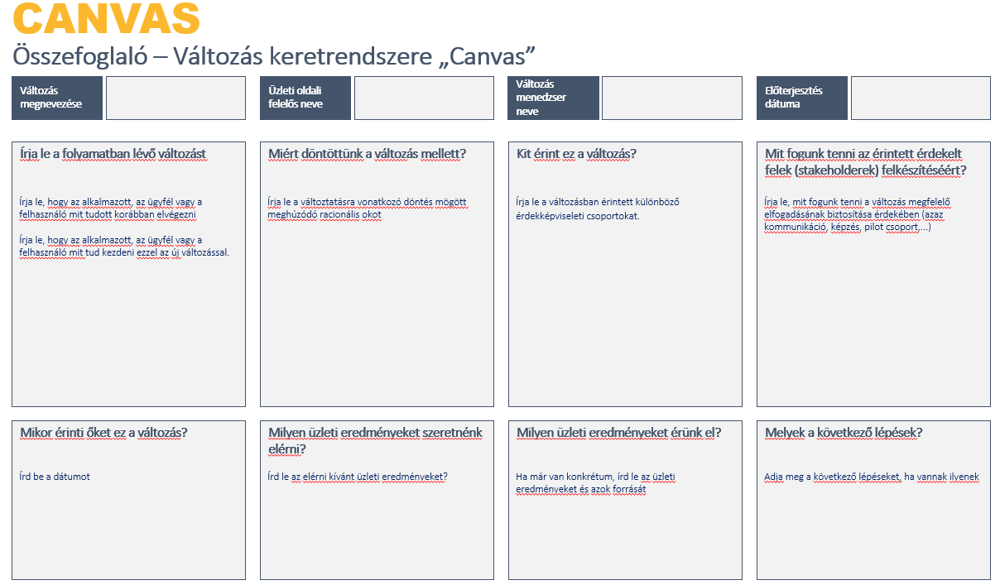 CANVAS
Összefoglaló – Változás keretrendszere „Canvas”
Változás
megnevezése
Üzleti oldali
felelős neve
Változás
menedzser
neve
Előterjesztés
dátuma
Írja le a folyamatban lévő változást
Írja le, hogy az alkalmazott, az ügyfél vagy a
felhasználó mit tudott korábban elvégezni
Írja le, hogy az alkalmazott, az ügyfél vagy a
felhasználó mit tud kezdeni ezzel az új változással.
Miért döntöttünk a változás mellett?
Írja le a változtatásra vonatkozó döntés mögött
meghúzódó racionális okot
Kit érint ez a változás?
Írja le a változásban érintett különböző
érdekképviseleti csoportokat.
Mit fogunk tenni az érintett érdekelt
felek (stakeholderek) felkészítéséért?
Írja le, mit fogunk tenni a változás megfelelő
elfogadásának biztosítása érdekében (azaz
kommunikáció, képzés, pilot csoport,...)
Mikor érinti őket ez a változás?
Írd be a dátumot
Milyen üzleti eredményeket szeretnénk
elérni?
Írd le az elérni kívánt üzleti eredményeket?
Milyen üzleti eredményeket érünk el?
Ha már van konkrétum, írd le az üzleti
eredményeket és azok forrását
Melyek a következő lépések?
Adja meg a következő lépéseket, ha vannak ilyenek